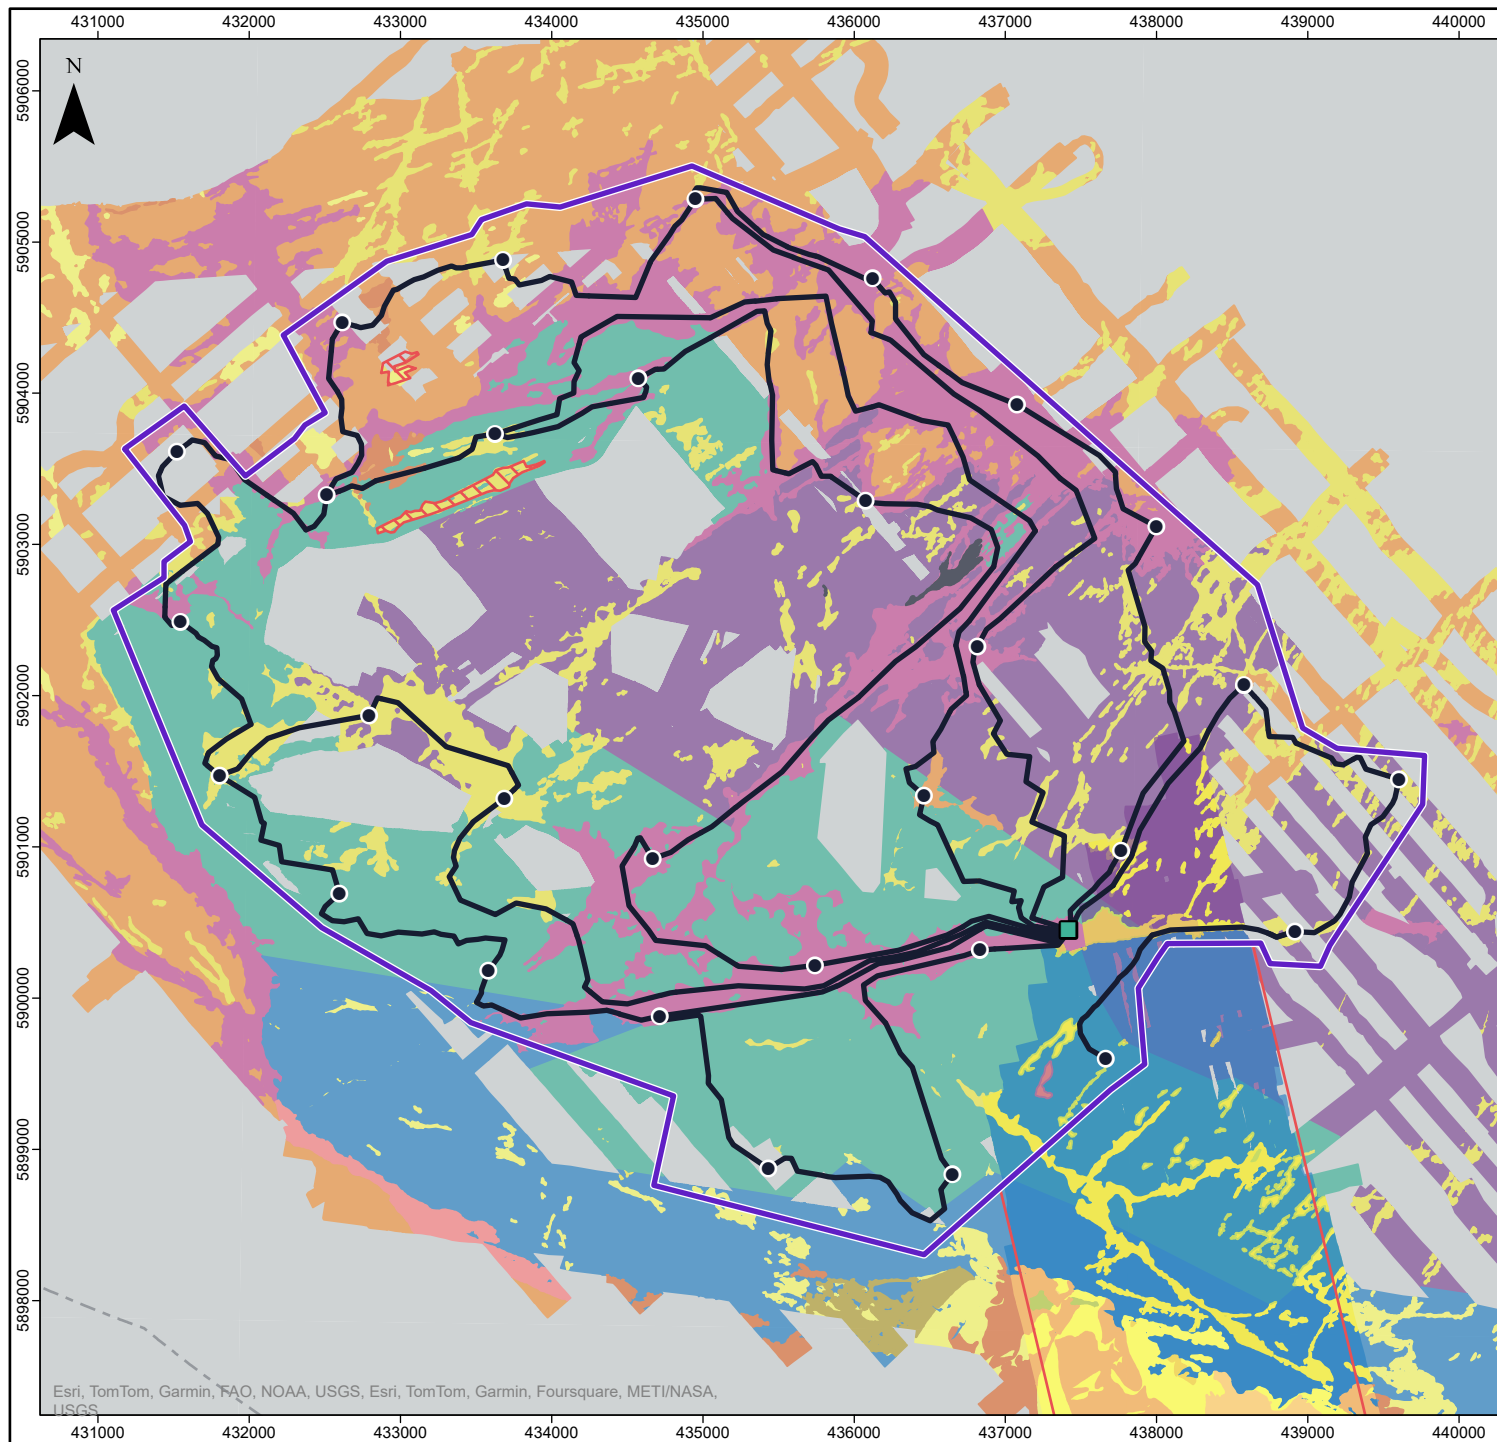 431000 432000 433000 434000 435000 436000 437000 438000 439000 440000
N
5906000
5905000
5904000
5903000
5902000
5901000
5900000
5899000
5898000
Esri, TomTom, Garmin, FAO, NOAA, USGS, Esri, TomTom, Garmin, Foursquare, METI/NASA,
USGS
431000 432000 433000 434000 435000 436000 437000 438000 439000 440000